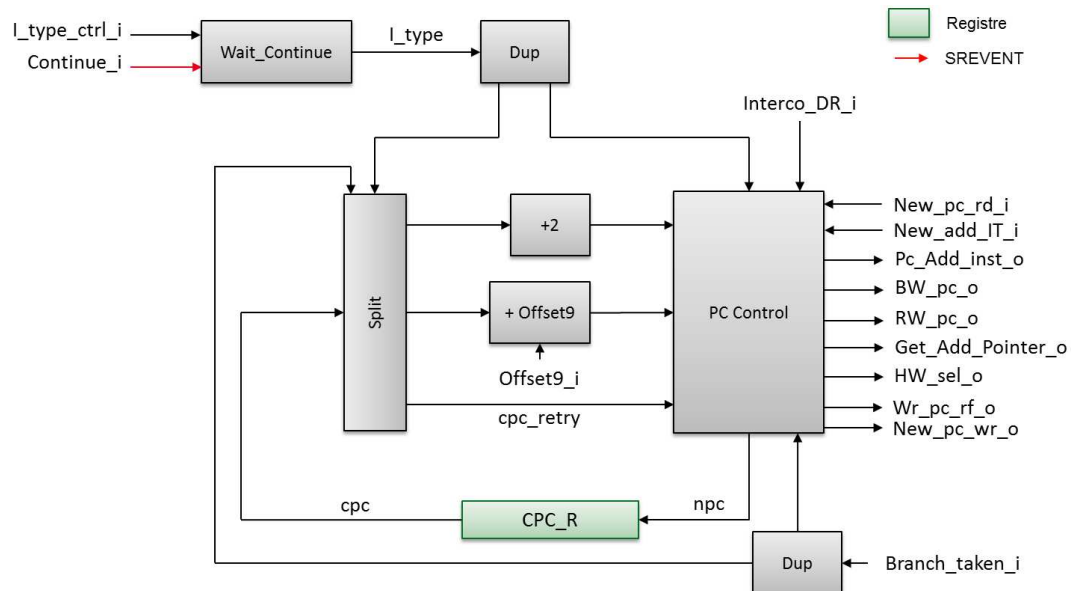 I_type_ctrl_i
Continue_i
Wait_Continue
I_type
Dup
Registre
SREVENT
Interco_DR_i
Split
+2
+ Offset9
Offset9_i
cpc_retry
PC Control
New_pc_rd_i
New_add_IT_i
Pc_Add_inst_o
BW_pc_o
RW_pc_o
Get_Add_Pointer_o
HW_sel_o
Wr_pc_rf_o
New_pc_wr_o
cpc
CPC_R
npc
Dup
Branch_taken_i